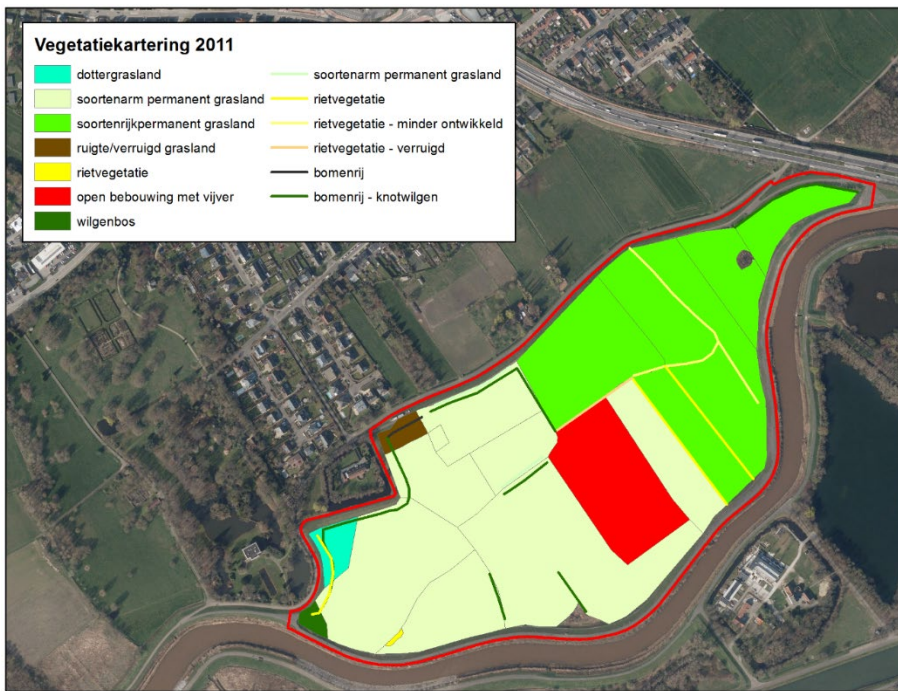 Vegetatiekartering 2011
dottergrasland
soortenarm permanent grasland
soortenrijkpermanent grasland
ruigte/verruigd grasland
rietvegetatie
open bebouwing met vijver
wilgenbos
soortenarm permanent grasland
rietvegetatie
rietvegetatie - minder ontwikkeld
rietvegetatie - verruigd
bomenrij
bomenrij - knotwilgen